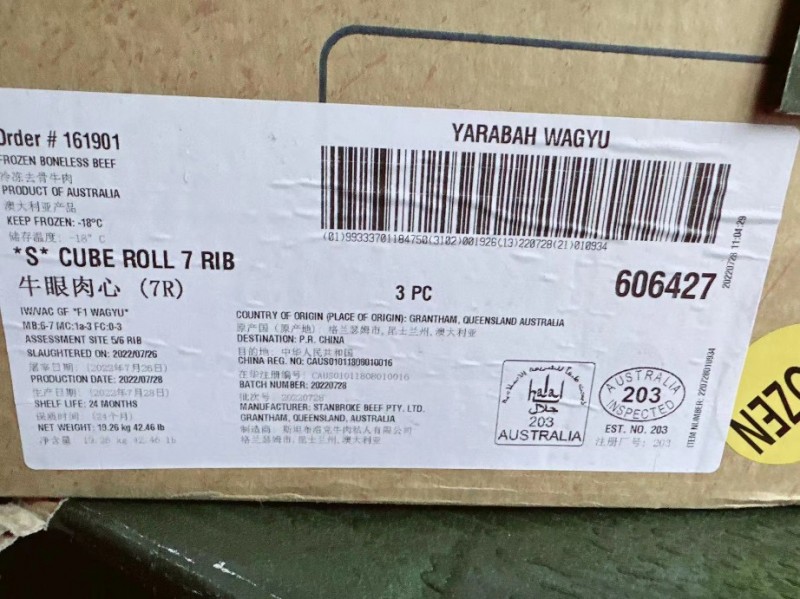 Order # 161901
FROZEN BONELESS BEEF
冷冻去骨牛肉
PRODUCT OF AUSTRALIA
澳大利亚产品
KEEP FROZEN: -18°C
储存温度: -18° C
*S* CUBE ROLL 7 RIB
牛眼肉心 (7R)
IW/VAC GF "F1 WAGYU"
MB:6-7 MC:1a-3 FC:0-3
ASSESSMENT SITE 5/6 RIB
SLAUGHTERED ON: 2022/07/26
屠宰日期: (2022年7月26日)
PRODUCTION DATE: 2022/07/28
生产日期: (2022年7月28日)
SHELF LIFE: 24 MONTHS
保质时间 (24个月)
NET WEIGHT: 19.26 kg 42.46 lb
净含量 19.26 kg 42.46 lb
YARABAH WAGYU
(01)99333701184750(3102)001926(13)220728(21)010934
3 PC
606427
20220728 11:04:29
COUNTRY OF ORIGIN (PLACE OF ORIGIN): GRANTHAM, QUEENSLAND AUSTRALIA
原产国 (原产地) 格兰瑟姆市, 昆士兰州, 澳大利亚
DESTINATION: P.R. CHINA
目的地: 中华人民共和国
CHINA REG. NO: CAUS01011808010016
在华注册编号: CAUS01011808010016
BATCH NUMBER: 20220728
批次号: 20220728
MANUFACTURER: STANBROKE BEEF PTY. LTD.
GRANTHAM, QUEENSLAND, AUSTRALIA
制造商: 斯坦布洛克牛肉私人有限公司
格兰瑟姆市, 昆士兰州, 澳大利亚
halal
حلال
203
AUSTRALIA
AUSTRALIA
203
INSPECTED
EST. NO. 203
注册厂号: 203
ITEM NUMBER: 220728010934
ZEN